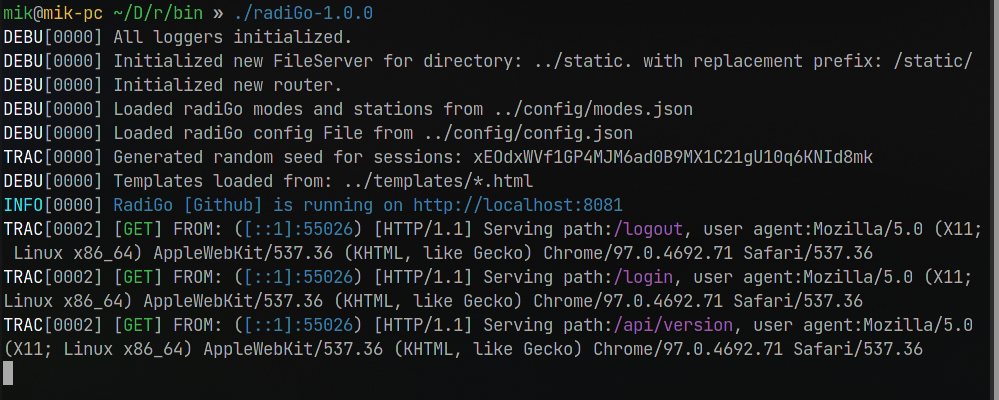 mik@mik-pc ~/D/r/bin » ./radiGo-1.0.0
DEBU[0000] All loggers initialized.
DEBU[0000] Initialized new FileServer for directory: ../static. with replacement prefix: /static/
DEBU[0000] Initialized new router.
DEBU[0000] Loaded radiGo modes and stations from ../config/modes.json
DEBU[0000] Loaded radiGo config File from ../config/config.json
TRAC[0000] Generated random seed for sessions: xEOdxWVf1GP4MJM6ad0B9MX1C21gU10q6KNId8mk
DEBU[0000] Templates loaded from: ../templates/*.html
INFO[0000] RadiGo [Github] is running on http://localhost:8081
TRAC[0002] [GET] FROM: ([::1]:55026) [HTTP/1.1] Serving path:/logout, user agent:Mozilla/5.0 (X11;
 Linux x86_64) AppleWebKit/537.36 (KHTML, like Gecko) Chrome/97.0.4692.71 Safari/537.36
TRAC[0002] [GET] FROM: ([::1]:55026) [HTTP/1.1] Serving path:/login, user agent:Mozilla/5.0 (X11;
Linux x86_64) AppleWebKit/537.36 (KHTML, like Gecko) Chrome/97.0.4692.71 Safari/537.36
TRAC[0002] [GET] FROM: ([::1]:55026) [HTTP/1.1] Serving path:/api/version, user agent:Mozilla/5.0
(X11; Linux x86_64) AppleWebKit/537.36 (KHTML, like Gecko) Chrome/97.0.4692.71 Safari/537.36